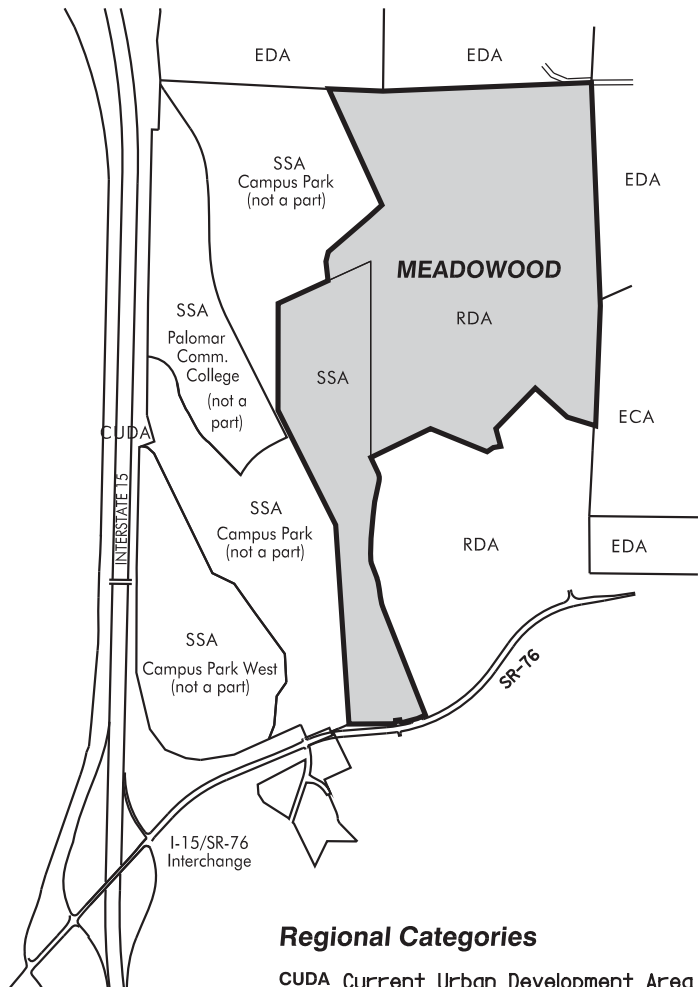 EDA
EDA
SSA
Campus Park
(not a part)
EDA
MEADOWOOD
SSA
Palomar
Comm.
College
(not a
part)
RDA
SSA
ECA
CUDA
INTERSTATE 15
SSA
Campus Park
(not a part)
RDA
EDA
SSA
Campus Park West
(not a part)
SR-76
I-15/SR-76
Interchange
Regional Categories
CUDA Current Urban Development Area